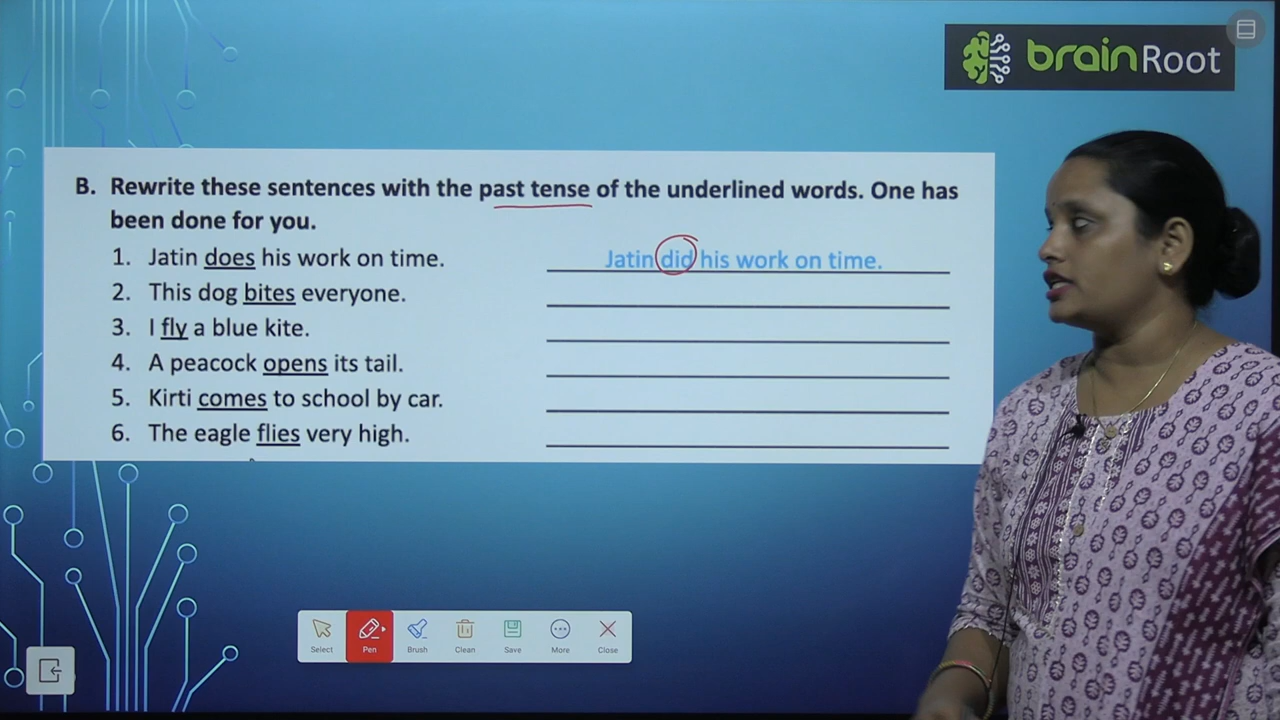 brainRoot
B. Rewrite these sentences with the past tense of the underlined words. One has
been done for you.
1. Jatin does his work on time. Jatin did his work on time.
2. This dog bites everyone.
3. I fly a blue kite.
4. A peacock opens its tail.
5. Kirti comes to school by car.
6. The eagle flies very high.
Select Pen Brush Clean Save More Close